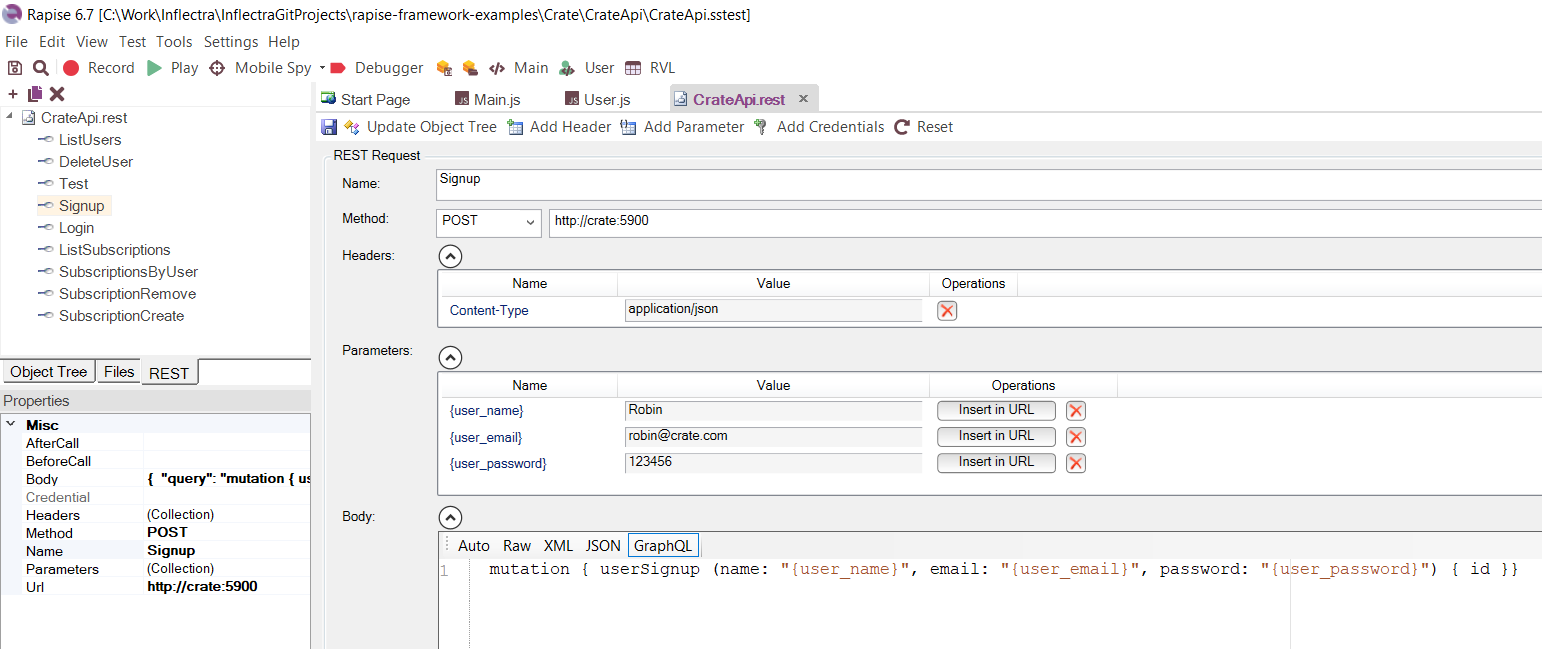 Rapise 6.7 [C:\Work\Inflectra\InflectraGitProjects\rapise-framework-examples\Crate\CrateApi\CrateApi.sstest]
File Edit View Test Tools Settings Help
Record Play Mobile Spy Debugger Main User RVL
CrateApi.rest
ListUsers
DeleteUser
Test
Signup
Login
ListSubscriptions
SubscriptionsByUser
SubscriptionRemove
SubscriptionCreate
Object Tree Files REST
Properties
Misc
AfterCall
BeforeCall
Body { "query": "mutation { us
Credential
Headers (Collection)
Method POST
Name Signup
Parameters (Collection)
Url http://crate:5900
Start Page JS Main.js JS User.js CrateApi.rest
Update Object Tree Add Header Add Parameter Add Credentials Reset
REST Request
Name: Signup
Method: POST http://crate:5900
Headers:
Name Value Operations
Content-Type application/json
Parameters:
Name Value Operations
{user_name} Robin Insert in URL
{user_email} robin@crate.com Insert in URL
{user_password} 123456 Insert in URL
Body:
Auto Raw XML JSON GraphQL
1 mutation { userSignup (name: "{user_name}", email: "{user_email}", password: "{user_password}") { id }}